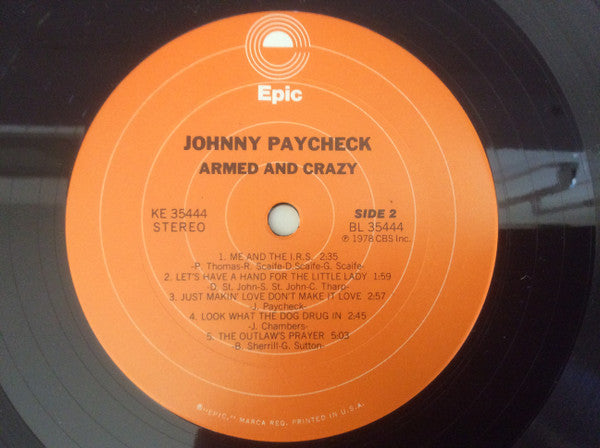 Epic
JOHNNY PAYCHECK
ARMED AND CRAZY
KE 35444
STEREO
SIDE 2
BL 35444
℗ 1978 CBS Inc.
1. ME AND THE I.R.S. 2:35
-P. Thomas-R. Scaife-D.Scaife-G. Scaife-
2. LET'S HAVE A HAND FOR THE LITTLE LADY 1:59
-D. St. John-S. St. John-C. Tharp-
3. JUST MAKIN' LOVE DON'T MAKE IT LOVE 2:57
-J. Paycheck-
4. LOOK WHAT THE DOG DRUG IN 2:45
-J. Chambers-
5. THE OUTLAW'S PRAYER 5:03
-B. Sherrill-G. Sutton-
®-"EPIC," MARCA REG. PRINTED IN U.S.A.